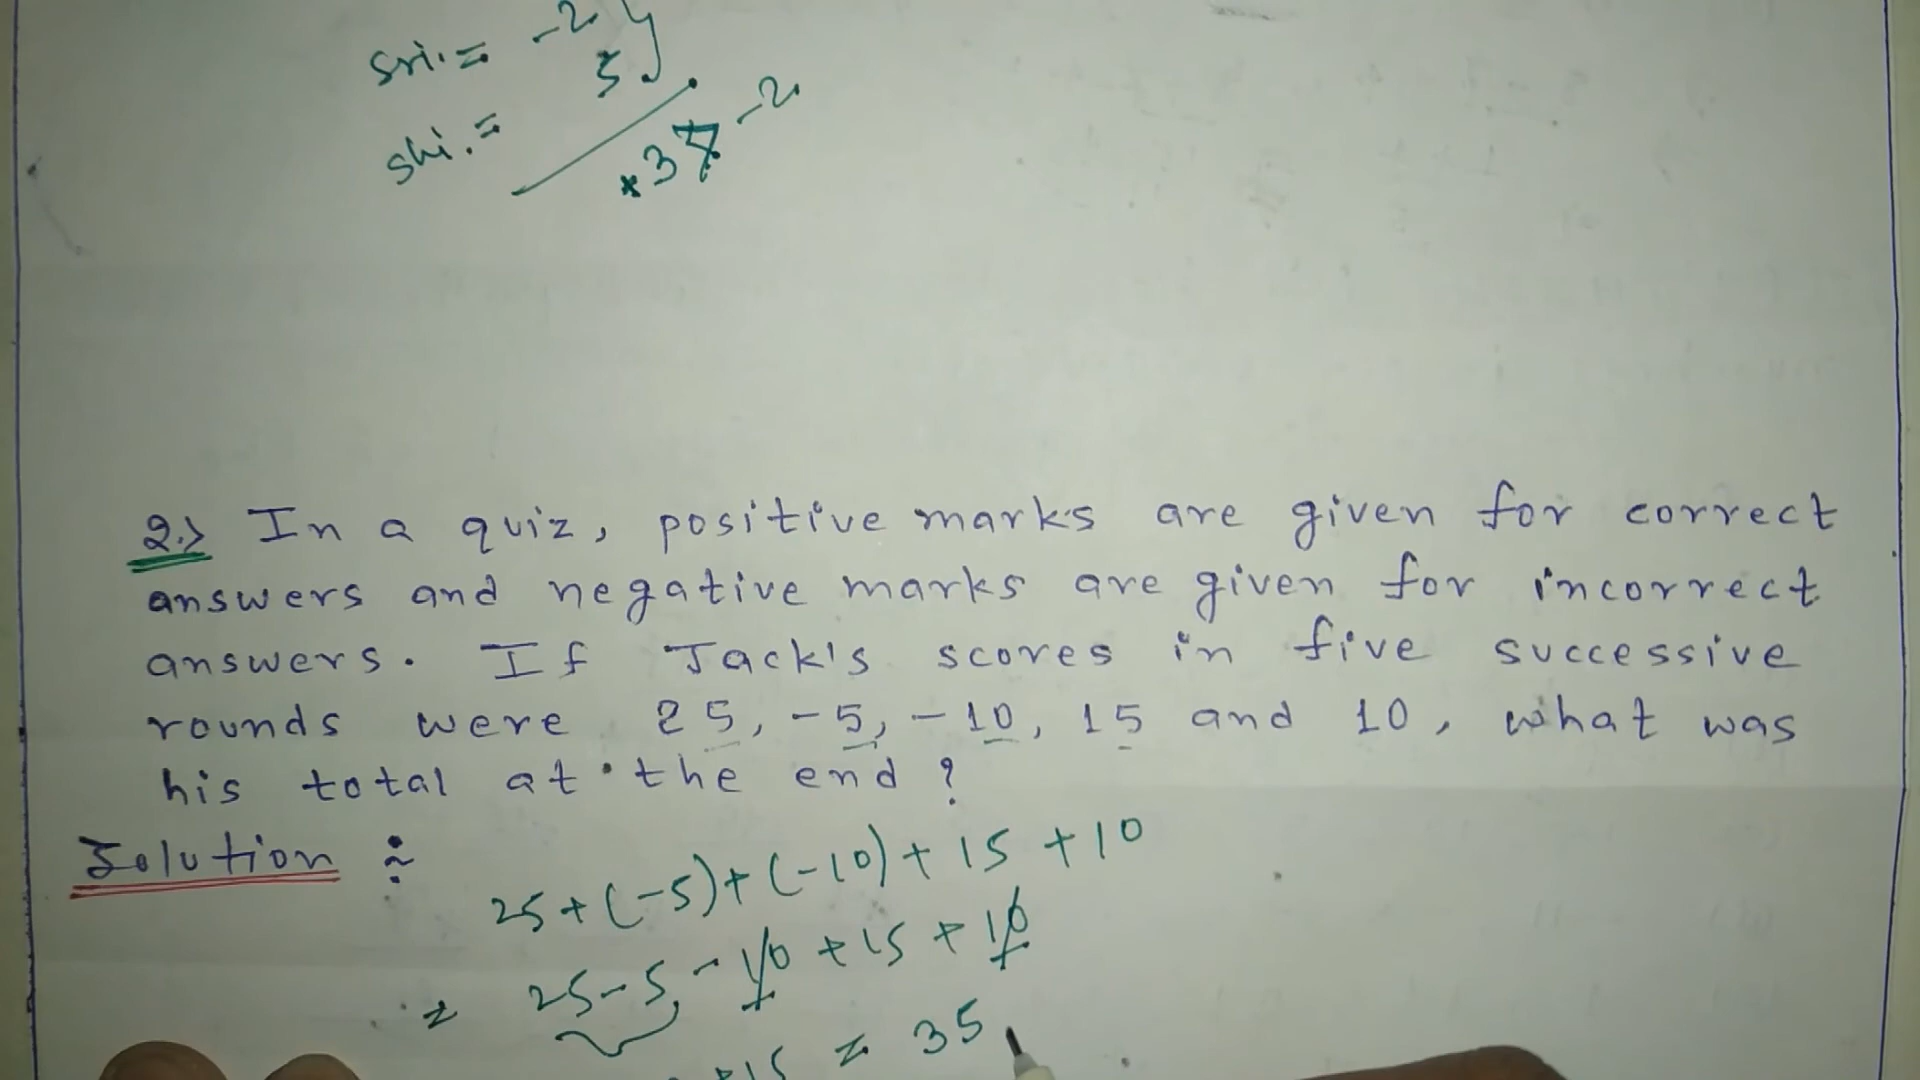 Sri. = -2
Shi. = 5
-2
2.> In a quiz, positive marks are given for correct
answers and negative marks are given for incorrect
answers. If Jack's scores in five successive
rounds were 25, -5, -10, 15 and 10, what was
his total at the end ?
Solution :
25+(-5)+(-10)+15+10
= 25-5-10+15+10
+15 = 35